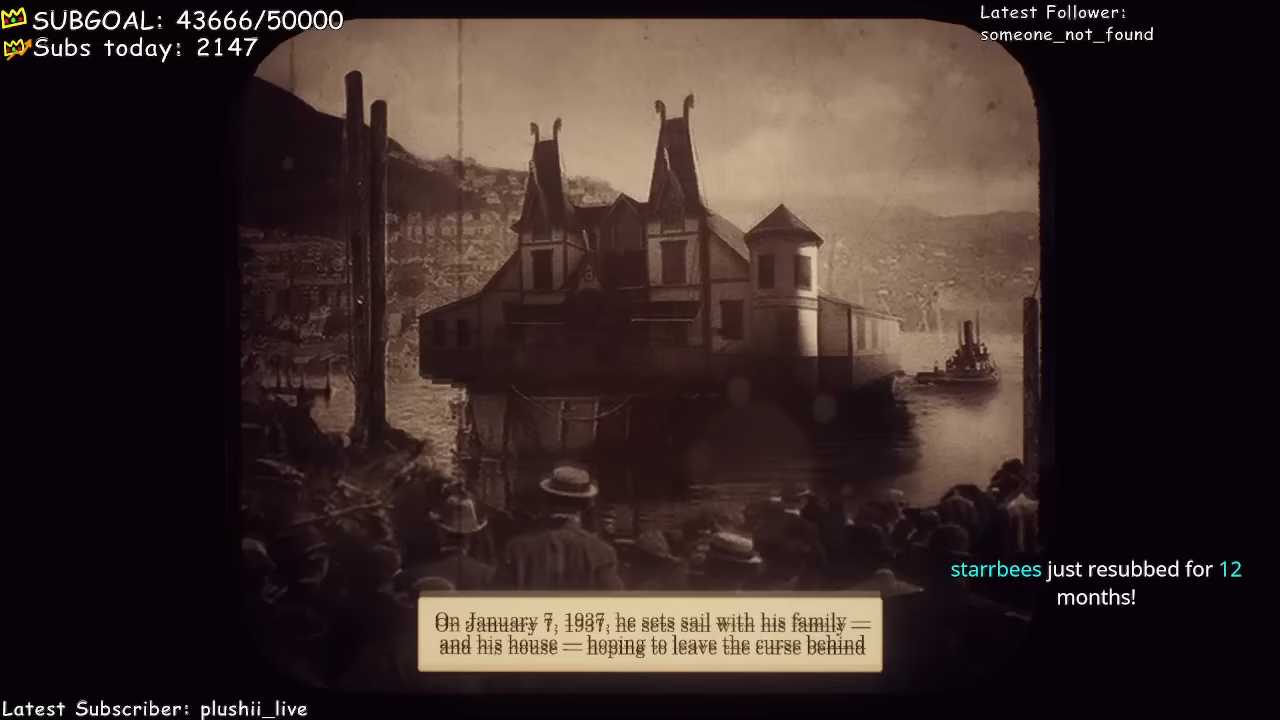 SUBGOAL: 43666/50000
Subs today: 2147
Latest Follower:
someone_not_found
starrbees just resubbed for 12
months!
On January 7, 1937, he sets sail with his family —
and his house — hoping to leave the curse behind
Latest Subscriber: plushii_live